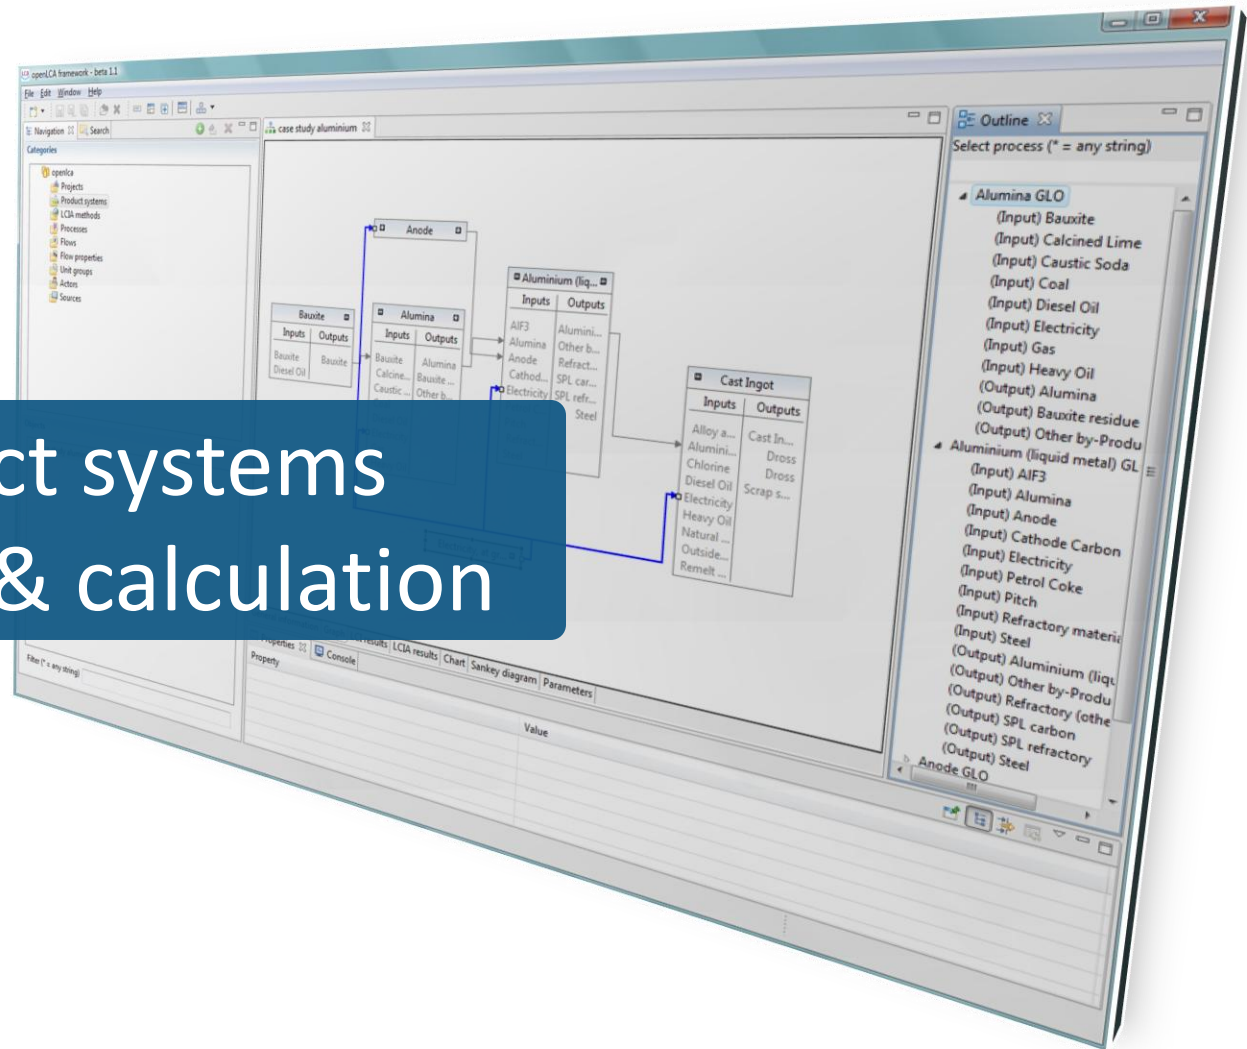 openLCA framework - beta 1.1
File Edit Window Help
Navigation Search
Categories
openlca
Projects
Product systems
LCIA methods
Processes
Flows
Flow properties
Unit groups
Actors
Sources
Filter (* = any string)
case study aluminium
Anode
Bauxite
Inputs Outputs
Bauxite Bauxite
Diesel Oil
Alumina
Inputs Outputs
Bauxite Alumina
Calcine... Bauxite ...
Caustic ... Other b...
Aluminium (liq...
Inputs Outputs
AlF3 Alumini...
Alumina Other b...
Anode Refract...
Cathod... SPL car...
Electricity SPL refr...
Steel
Cast Ingot
Inputs Outputs
Alloy a... Cast In...
Alumini... Dross
Chlorine Dross
Diesel Oil Scrap s...
Electricity
Heavy Oil
Natural ...
Outside...
Remelt ...
ct systems
& calculation
results LCIA results Chart Sankey diagram Parameters
Properties Console
Property Value
Outline
Select process (* = any string)
Alumina GLO
(Input) Bauxite
(Input) Calcined Lime
(Input) Caustic Soda
(Input) Coal
(Input) Diesel Oil
(Input) Electricity
(Input) Gas
(Input) Heavy Oil
(Output) Alumina
(Output) Bauxite residue
(Output) Other by-Produ
Aluminium (liquid metal) GL
(Input) AlF3
(Input) Alumina
(Input) Anode
(Input) Cathode Carbon
(Input) Electricity
(Input) Petrol Coke
(Input) Pitch
(Input) Refractory materia
(Input) Steel
(Output) Aluminium (liqu
(Output) Other by-Produ
(Output) Refractory (othe
(Output) SPL carbon
(Output) SPL refractory
(Output) Steel
Anode GLO